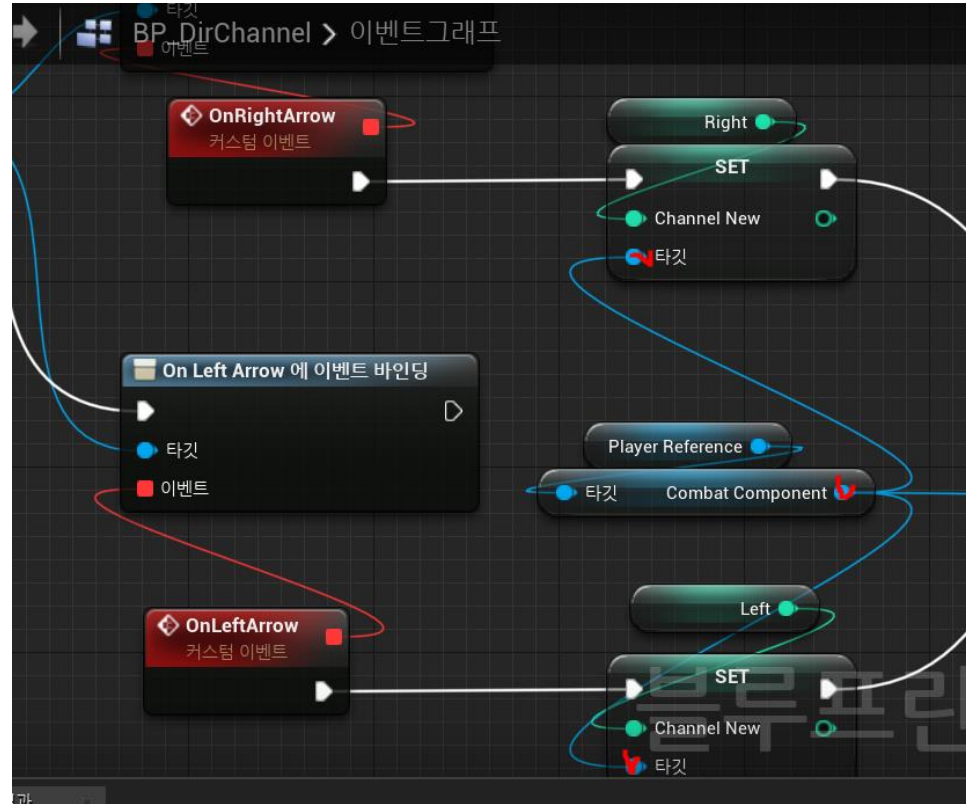 타깃
BP_DirChannel > 이벤트그래프
이벤트
OnRightArrow
커스텀 이벤트
Right
SET
Channel New
타깃
On Left Arrow 에 이벤트 바인딩
타깃
이벤트
Player Reference
타깃 Combat Component
Left
OnLeftArrow
커스텀 이벤트
SET
Channel New
타깃
블루프린